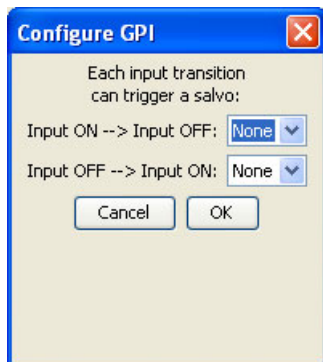 Configure GPI
Each input transition
can trigger a salvo:
Input ON --> Input OFF: None
Input OFF --> Input ON: None
Cancel OK